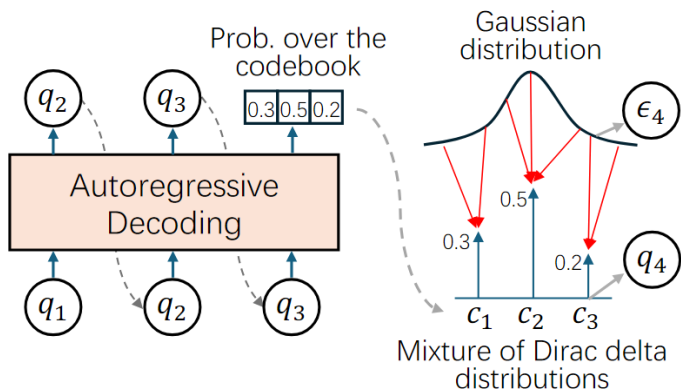 Prob. over the
codebook
0.3 0.5 0.2
q₂
q₃
Autoregressive
Decoding
q₁
q₂
q₃
Gaussian
distribution
ϵ₄
0.3
0.5
0.2
q₄
c₁ c₂ c₃
Mixture of Dirac delta
distributions